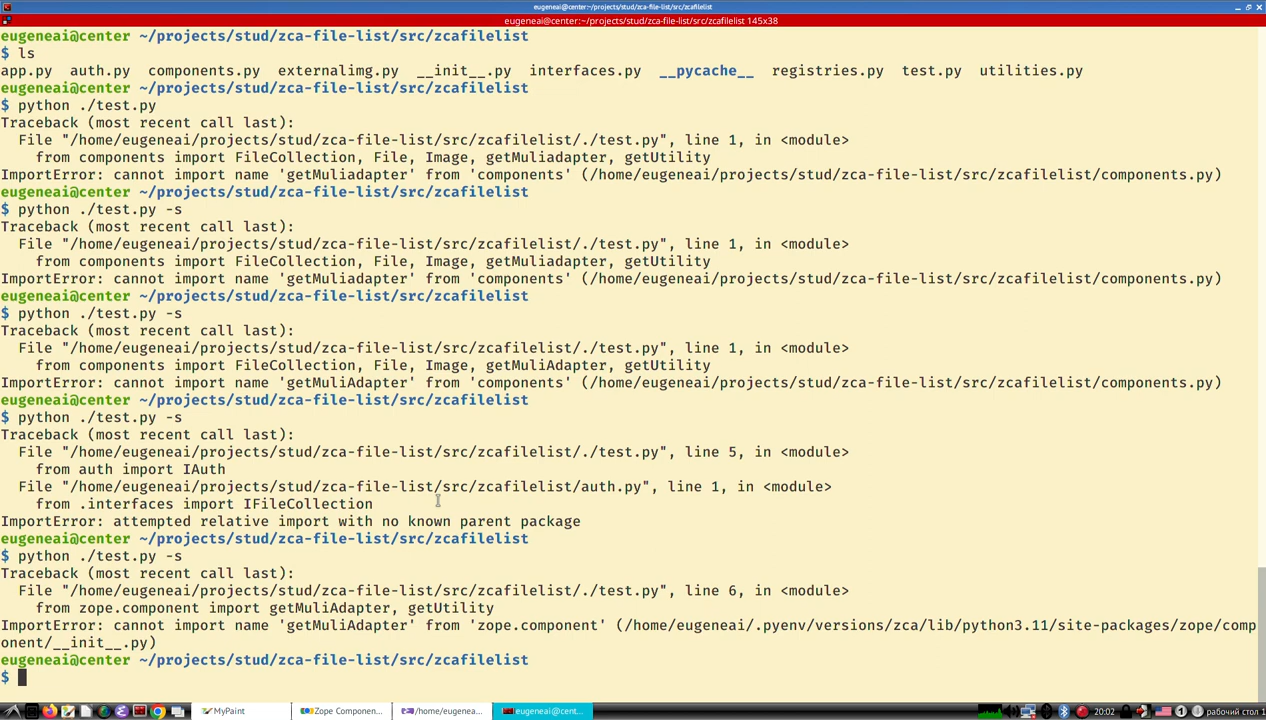 eugeneai@center:~/projects/stud/zca-file-list/src/zcafilelist
eugeneai@center:~/projects/stud/zca-file-list/src/zcafilelist 145x38
eugeneai@center ~/projects/stud/zca-file-list/src/zcafilelist
$ ls
app.py auth.py components.py externalimg.py __init__.py interfaces.py __pycache__ registries.py test.py utilities.py
eugeneai@center ~/projects/stud/zca-file-list/src/zcafilelist
$ python ./test.py
Traceback (most recent call last):
File "/home/eugeneai/projects/stud/zca-file-list/src/zcafilelist/./test.py", line 1, in <module>
from components import FileCollection, File, Image, getMuliadapter, getUtility
ImportError: cannot import name 'getMuliadapter' from 'components' (/home/eugeneai/projects/stud/zca-file-list/src/zcafilelist/components.py)
eugeneai@center ~/projects/stud/zca-file-list/src/zcafilelist
$ python ./test.py -s
Traceback (most recent call last):
File "/home/eugeneai/projects/stud/zca-file-list/src/zcafilelist/./test.py", line 1, in <module>
from components import FileCollection, File, Image, getMuliadapter, getUtility
ImportError: cannot import name 'getMuliadapter' from 'components' (/home/eugeneai/projects/stud/zca-file-list/src/zcafilelist/components.py)
eugeneai@center ~/projects/stud/zca-file-list/src/zcafilelist
$ python ./test.py -s
Traceback (most recent call last):
File "/home/eugeneai/projects/stud/zca-file-list/src/zcafilelist/./test.py", line 1, in <module>
from components import FileCollection, File, Image, getMuliAdapter, getUtility
ImportError: cannot import name 'getMuliAdapter' from 'components' (/home/eugeneai/projects/stud/zca-file-list/src/zcafilelist/components.py)
eugeneai@center ~/projects/stud/zca-file-list/src/zcafilelist
$ python ./test.py -s
Traceback (most recent call last):
File "/home/eugeneai/projects/stud/zca-file-list/src/zcafilelist/./test.py", line 5, in <module>
from auth import IAuth
File "/home/eugeneai/projects/stud/zca-file-list/src/zcafilelist/auth.py", line 1, in <module>
from .interfaces import IFileCollection
ImportError: attempted relative import with no known parent package
eugeneai@center ~/projects/stud/zca-file-list/src/zcafilelist
$ python ./test.py -s
Traceback (most recent call last):
File "/home/eugeneai/projects/stud/zca-file-list/src/zcafilelist/./test.py", line 6, in <module>
from zope.component import getMuliAdapter, getUtility
ImportError: cannot import name 'getMuliAdapter' from 'zope.component' (/home/eugeneai/.pyenv/versions/zca/lib/python3.11/site-packages/zope/comp
onent/__init__.py)
eugeneai@center ~/projects/stud/zca-file-list/src/zcafilelist
$
MyPaint Zope Componen... /home/eugenea... eugeneai@cent... 20:02 1 рабочий стол 1